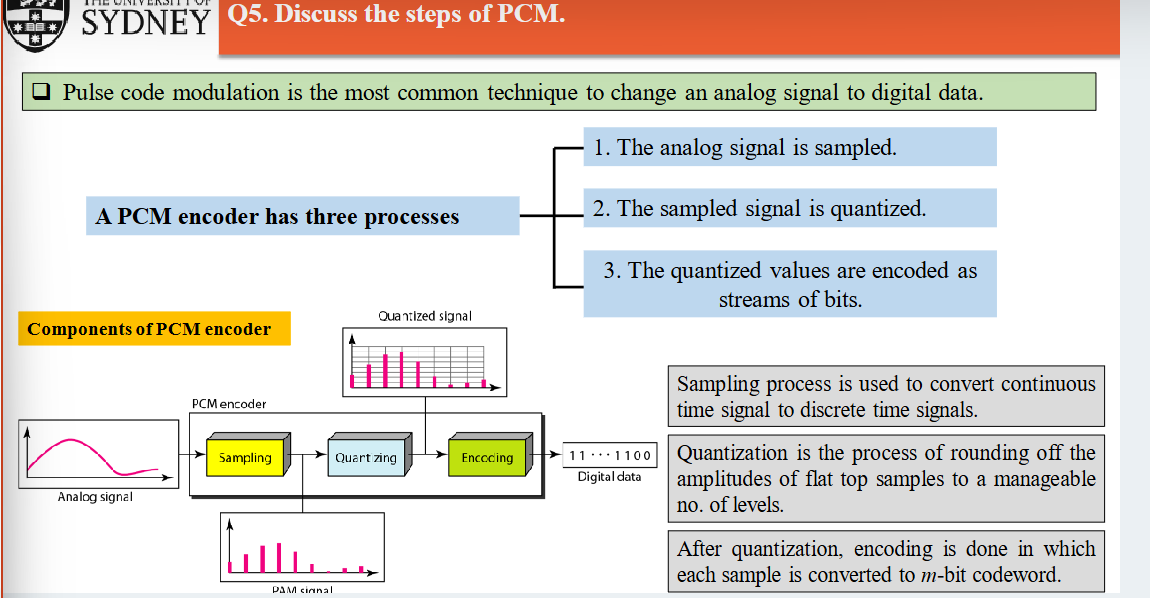 THE UNIVERSITY OF
SYDNEY
Q5. Discuss the steps of PCM.
❑ Pulse code modulation is the most common technique to change an analog signal to digital data.
1. The analog signal is sampled.
A PCM encoder has three processes
2. The sampled signal is quantized.
3. The quantized values are encoded as
streams of bits.
Components of PCM encoder
Quantized signal
PCM encoder
Sampling
Quantizing
Encoding
11···1100
Digital data
Analog signal
PAM signal
Sampling process is used to convert continuous
time signal to discrete time signals.
Quantization is the process of rounding off the
amplitudes of flat top samples to a manageable
no. of levels.
After quantization, encoding is done in which
each sample is converted to m-bit codeword.